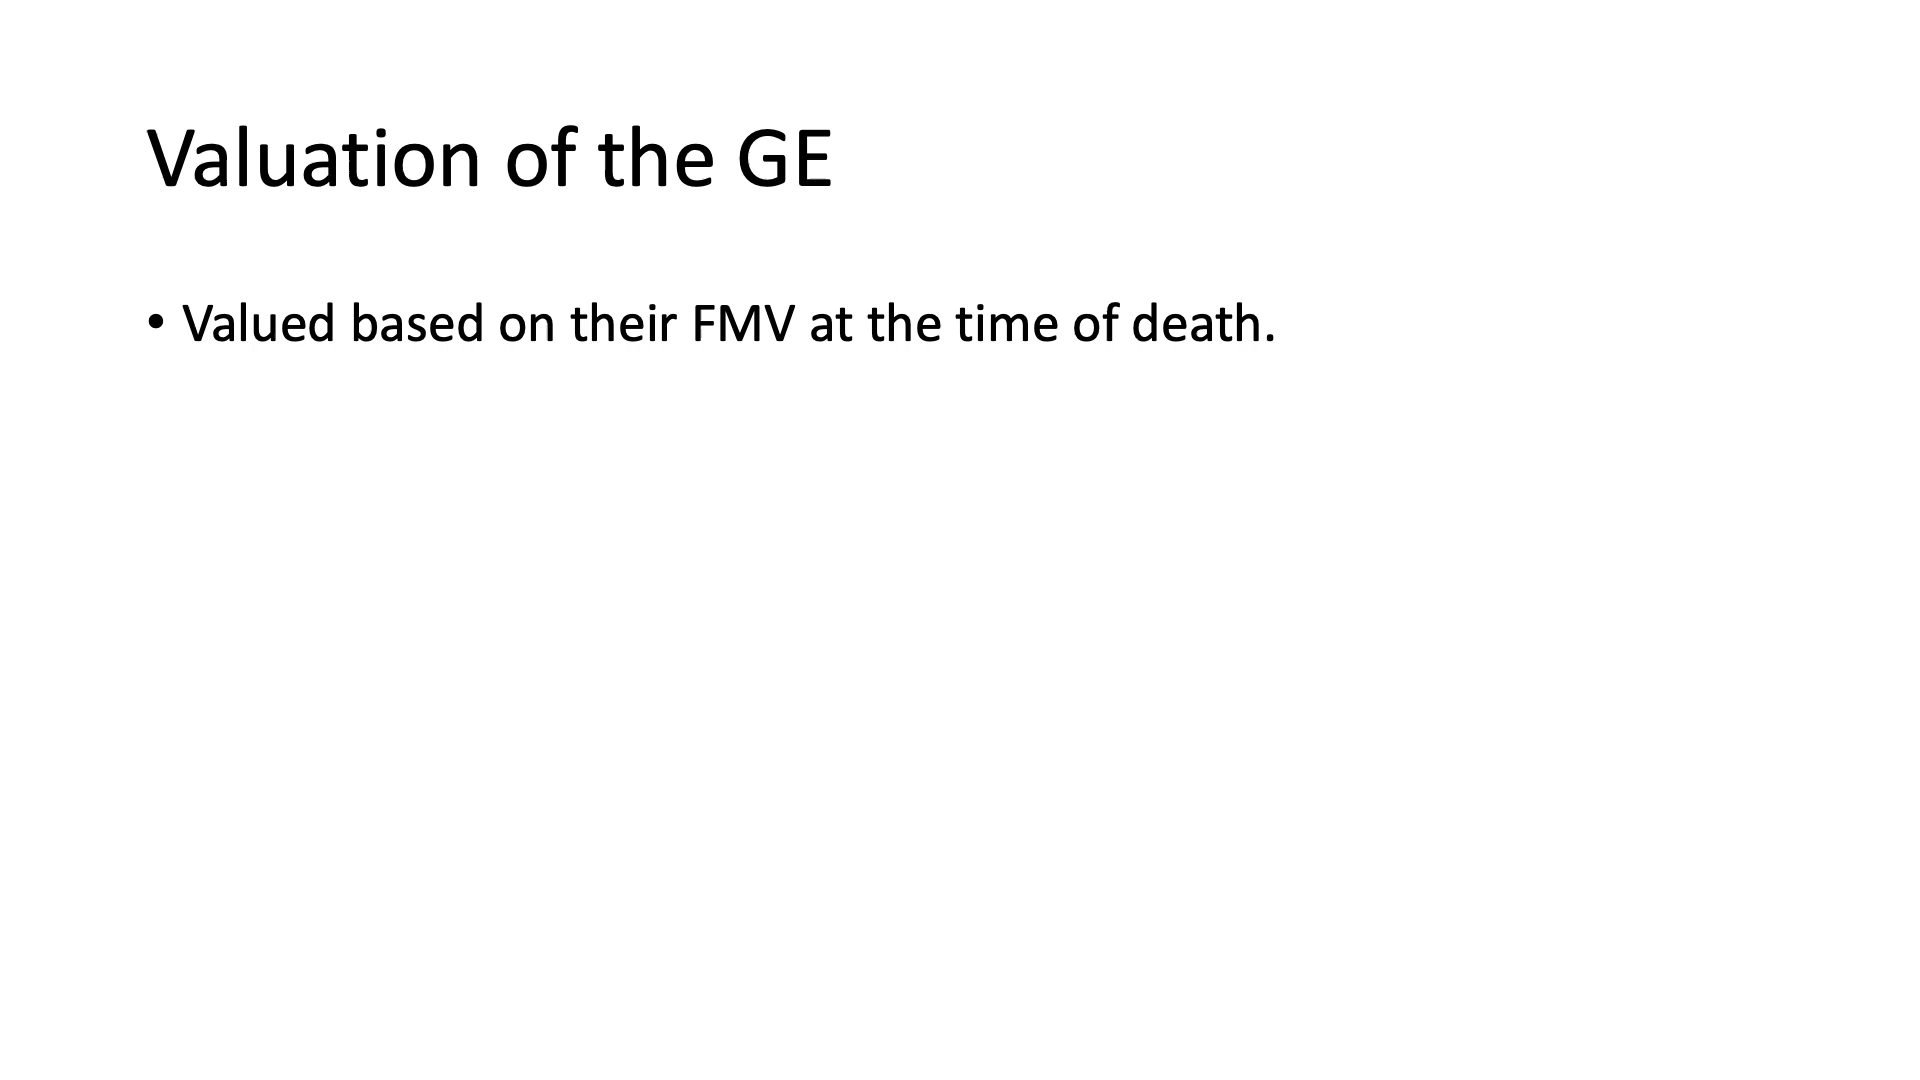 Valuation of the GE
• Valued based on their FMV at the time of death.